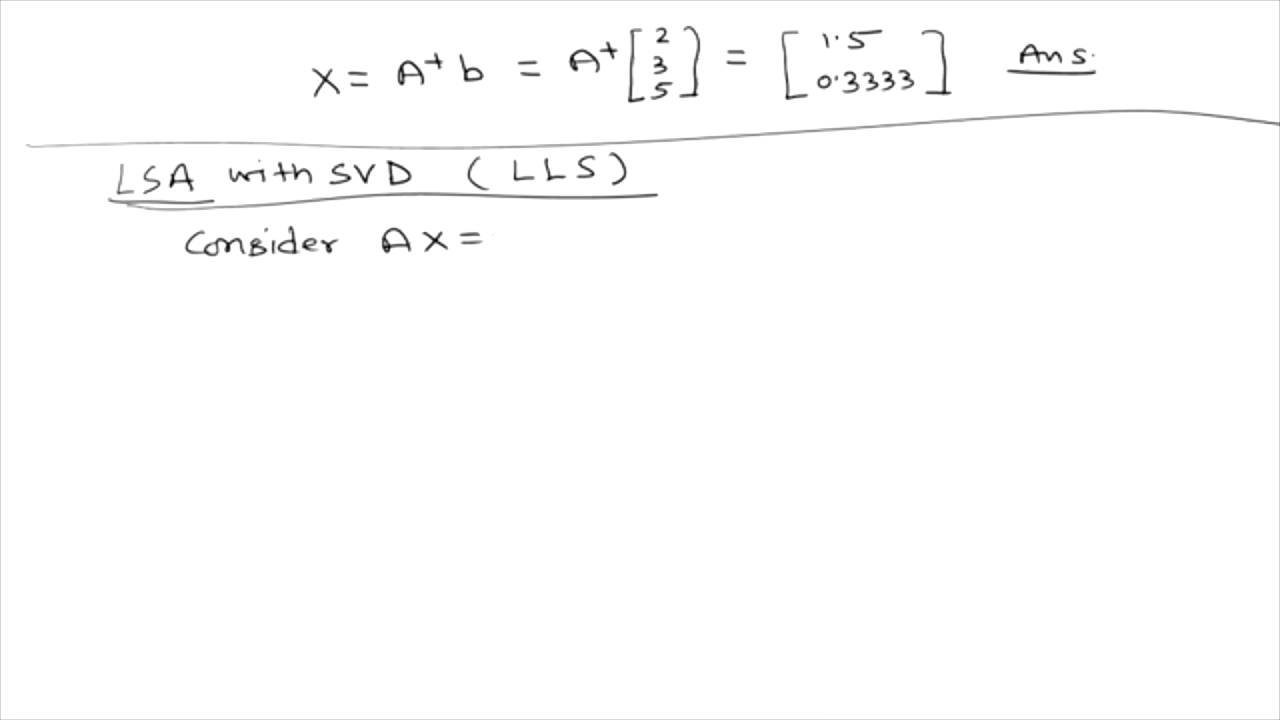 X = A⁺ b = A⁺ [2 3 5] = [1.5 0.3333] Ans.
LSA with SVD (LLS)
Consider AX =